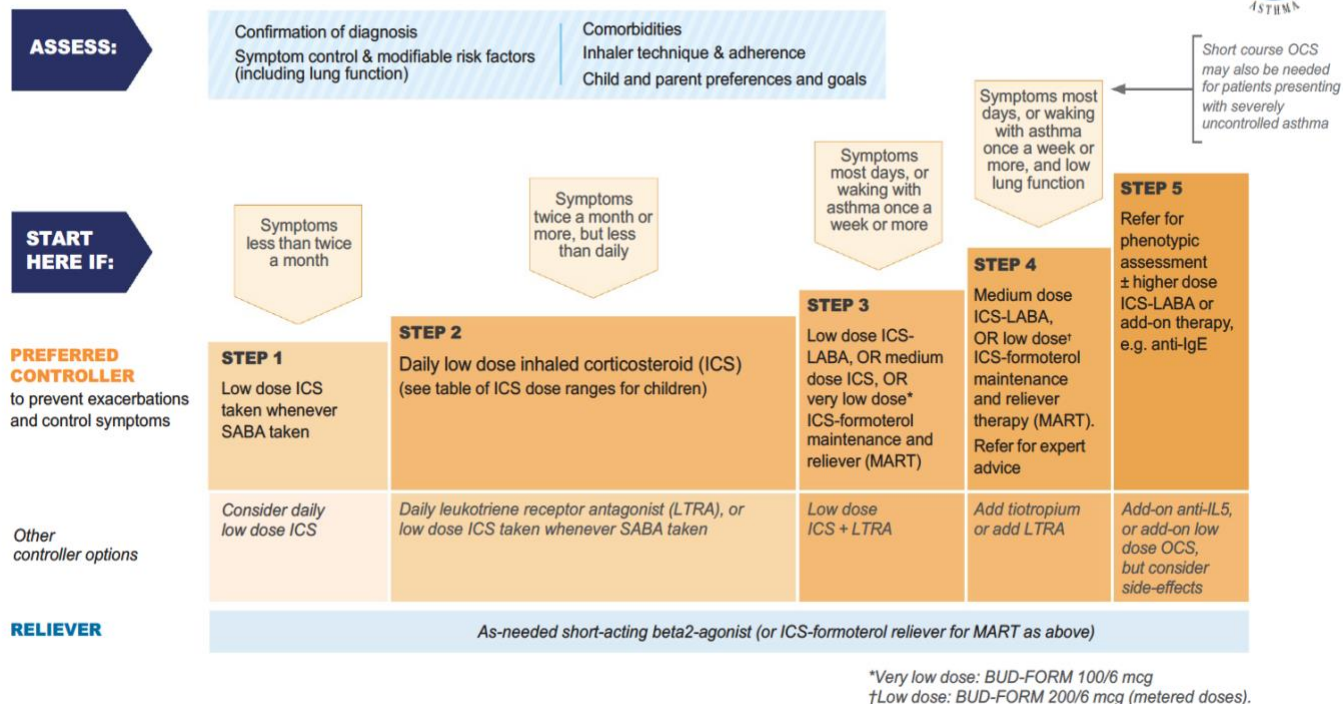 ASTHMA
ASSESS:
Confirmation of diagnosis
Symptom control & modifiable risk factors
(including lung function)
Comorbidities
Inhaler technique & adherence
Child and parent preferences and goals
Short course OCS
may also be needed
for patients presenting
with severely
uncontrolled asthma
START
HERE IF:
Symptoms
less than twice
a month
Symptoms
twice a month or
more, but less
than daily
Symptoms
most days, or
waking with
asthma once a
week or more
Symptoms most
days, or waking
with asthma
once a week or
more, and low
lung function
PREFERRED
CONTROLLER
to prevent exacerbations
and control symptoms
STEP 1
Low dose ICS
taken whenever
SABA taken
STEP 2
Daily low dose inhaled corticosteroid (ICS)
(see table of ICS dose ranges for children)
STEP 3
Low dose ICS-
LABA, OR medium
dose ICS, OR
very low dose*
ICS-formoterol
maintenance and
reliever (MART)
STEP 4
Medium dose
ICS-LABA,
OR low dose†
ICS-formoterol
maintenance
and reliever
therapy (MART).
Refer for expert
advice
STEP 5
Refer for
phenotypic
assessment
± higher dose
ICS-LABA or
add-on therapy,
e.g. anti-IgE
Other
controller options
Consider daily
low dose ICS
Daily leukotriene receptor antagonist (LTRA), or
low dose ICS taken whenever SABA taken
Low dose
ICS + LTRA
Add tiotropium
or add LTRA
Add-on anti-IL5,
or add-on low
dose OCS,
but consider
side-effects
RELIEVER
As-needed short-acting beta2-agonist (or ICS-formoterol reliever for MART as above)
*Very low dose: BUD-FORM 100/6 mcg
†Low dose: BUD-FORM 200/6 mcg (metered doses).